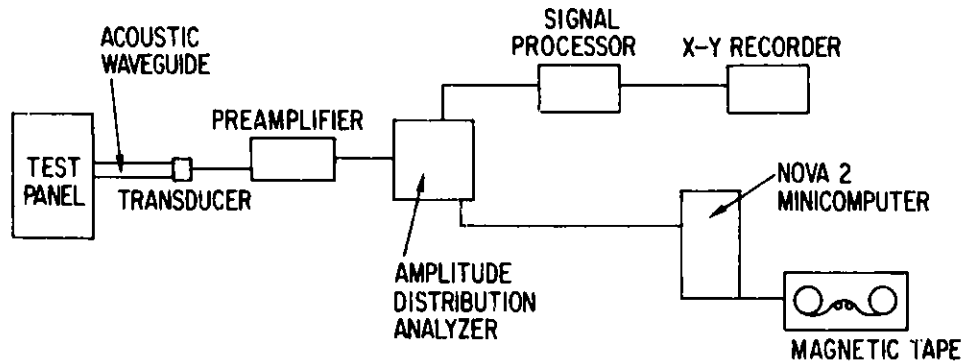 ACOUSTIC
WAVEGUIDE
SIGNAL
PROCESSOR
X-Y RECORDER
PREAMPLIFIER
TEST
PANEL
TRANSDUCER
NOVA 2
MINICOMPUTER
AMPLITUDE
DISTRIBUTION
ANALYZER
MAGNETIC TAPE